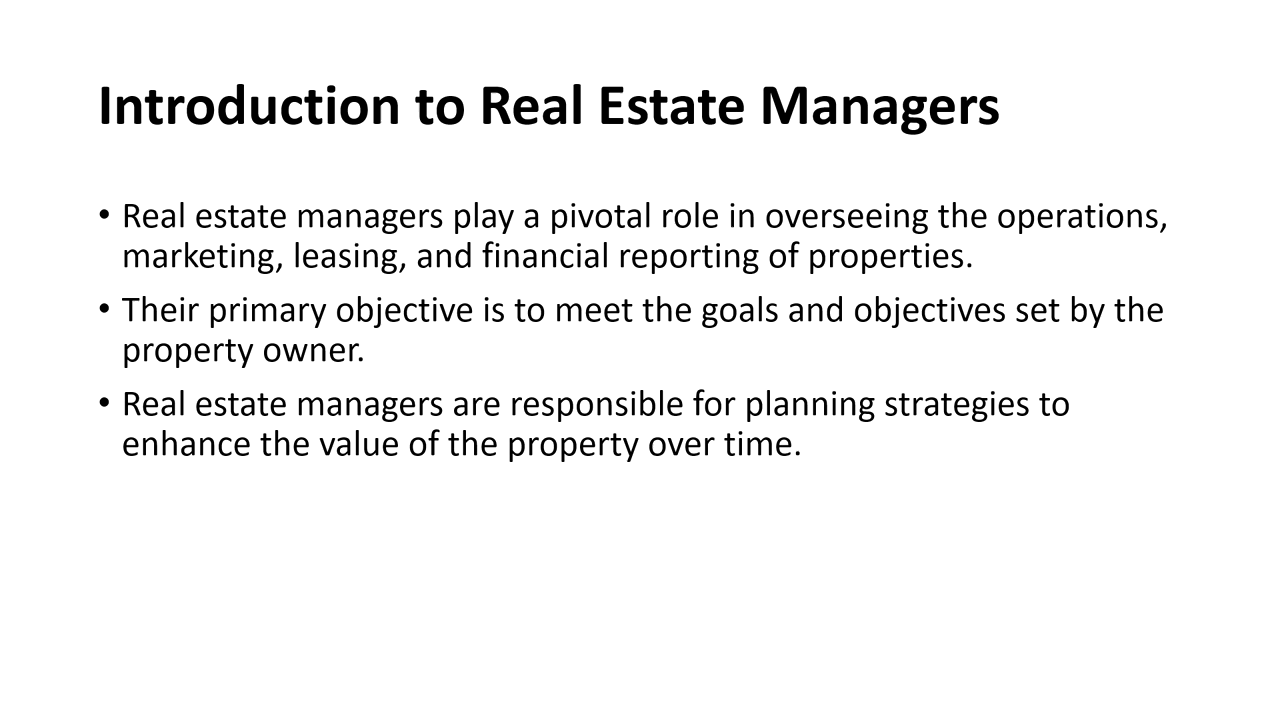 Introduction to Real Estate Managers
• Real estate managers play a pivotal role in overseeing the operations,
marketing, leasing, and financial reporting of properties.
• Their primary objective is to meet the goals and objectives set by the
property owner.
• Real estate managers are responsible for planning strategies to
enhance the value of the property over time.